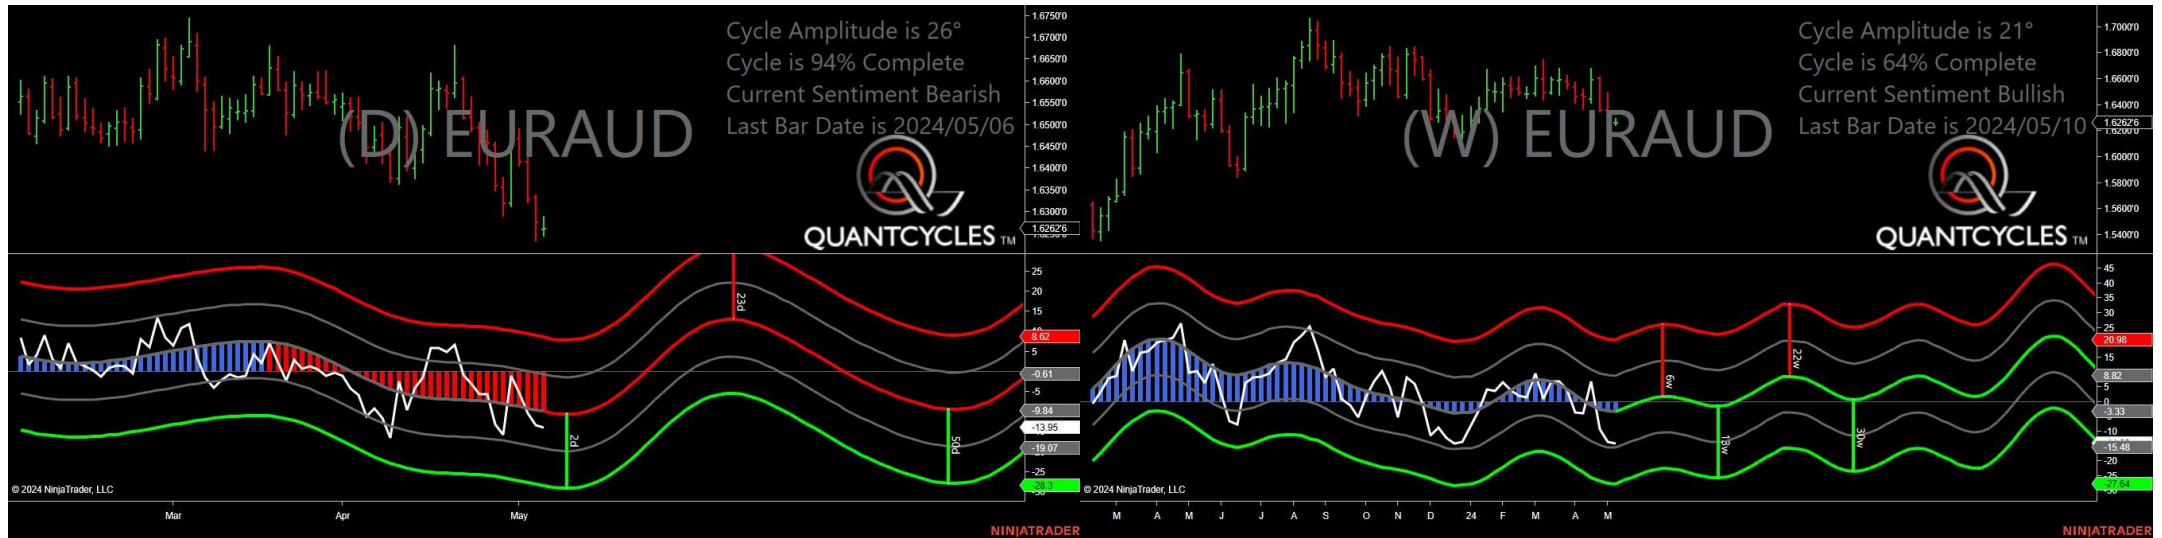 Cycle Amplitude is 26°
Cycle is 94% Complete
Current Sentiment Bearish
Last Bar Date is 2024/05/06
(D) EURAUD
QUANTCYCLES TM
1.6750'0
1.6700'0
1.6650'0
1.6600'0
1.6550'0
1.6500'0
1.6450'0
1.6400'0
1.6350'0
1.6300'0
1.6262'6
25
20
15
8.62
5
-0.61
-5
-9.84
-13.95
-19.07
-25
-28.3
23d
2d
50d
© 2024 NinjaTrader, LLC
Mar Apr May
NINJATRADER
Cycle Amplitude is 21°
Cycle is 64% Complete
Current Sentiment Bullish
Last Bar Date is 2024/05/10
(W) EURAUD
QUANTCYCLES TM
1.7000'0
1.6800'0
1.6600'0
1.6400'0
1.6262'6
1.6200'0
1.6000'0
1.5800'0
1.5600'0
1.5400'0
45
40
35
30
25
20.98
15
8.82
5
0
-3.33
-10
-15.48
-20
-27.64
6w
13w
22w
30w
© 2024 NinjaTrader, LLC
M A M J J A S O N D 24 F M A M
NINJATRADER